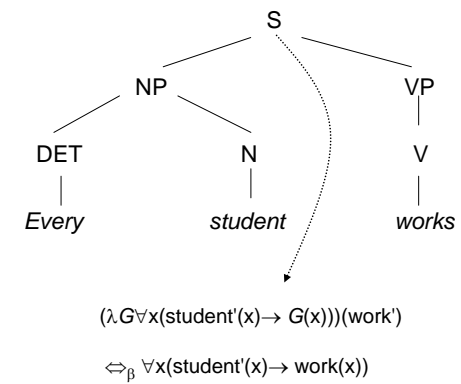 S
NP VP
DET N V
Every student works
(λG∀x(student'(x)→ G(x)))(work')
⇔β ∀x(student'(x)→ work(x))